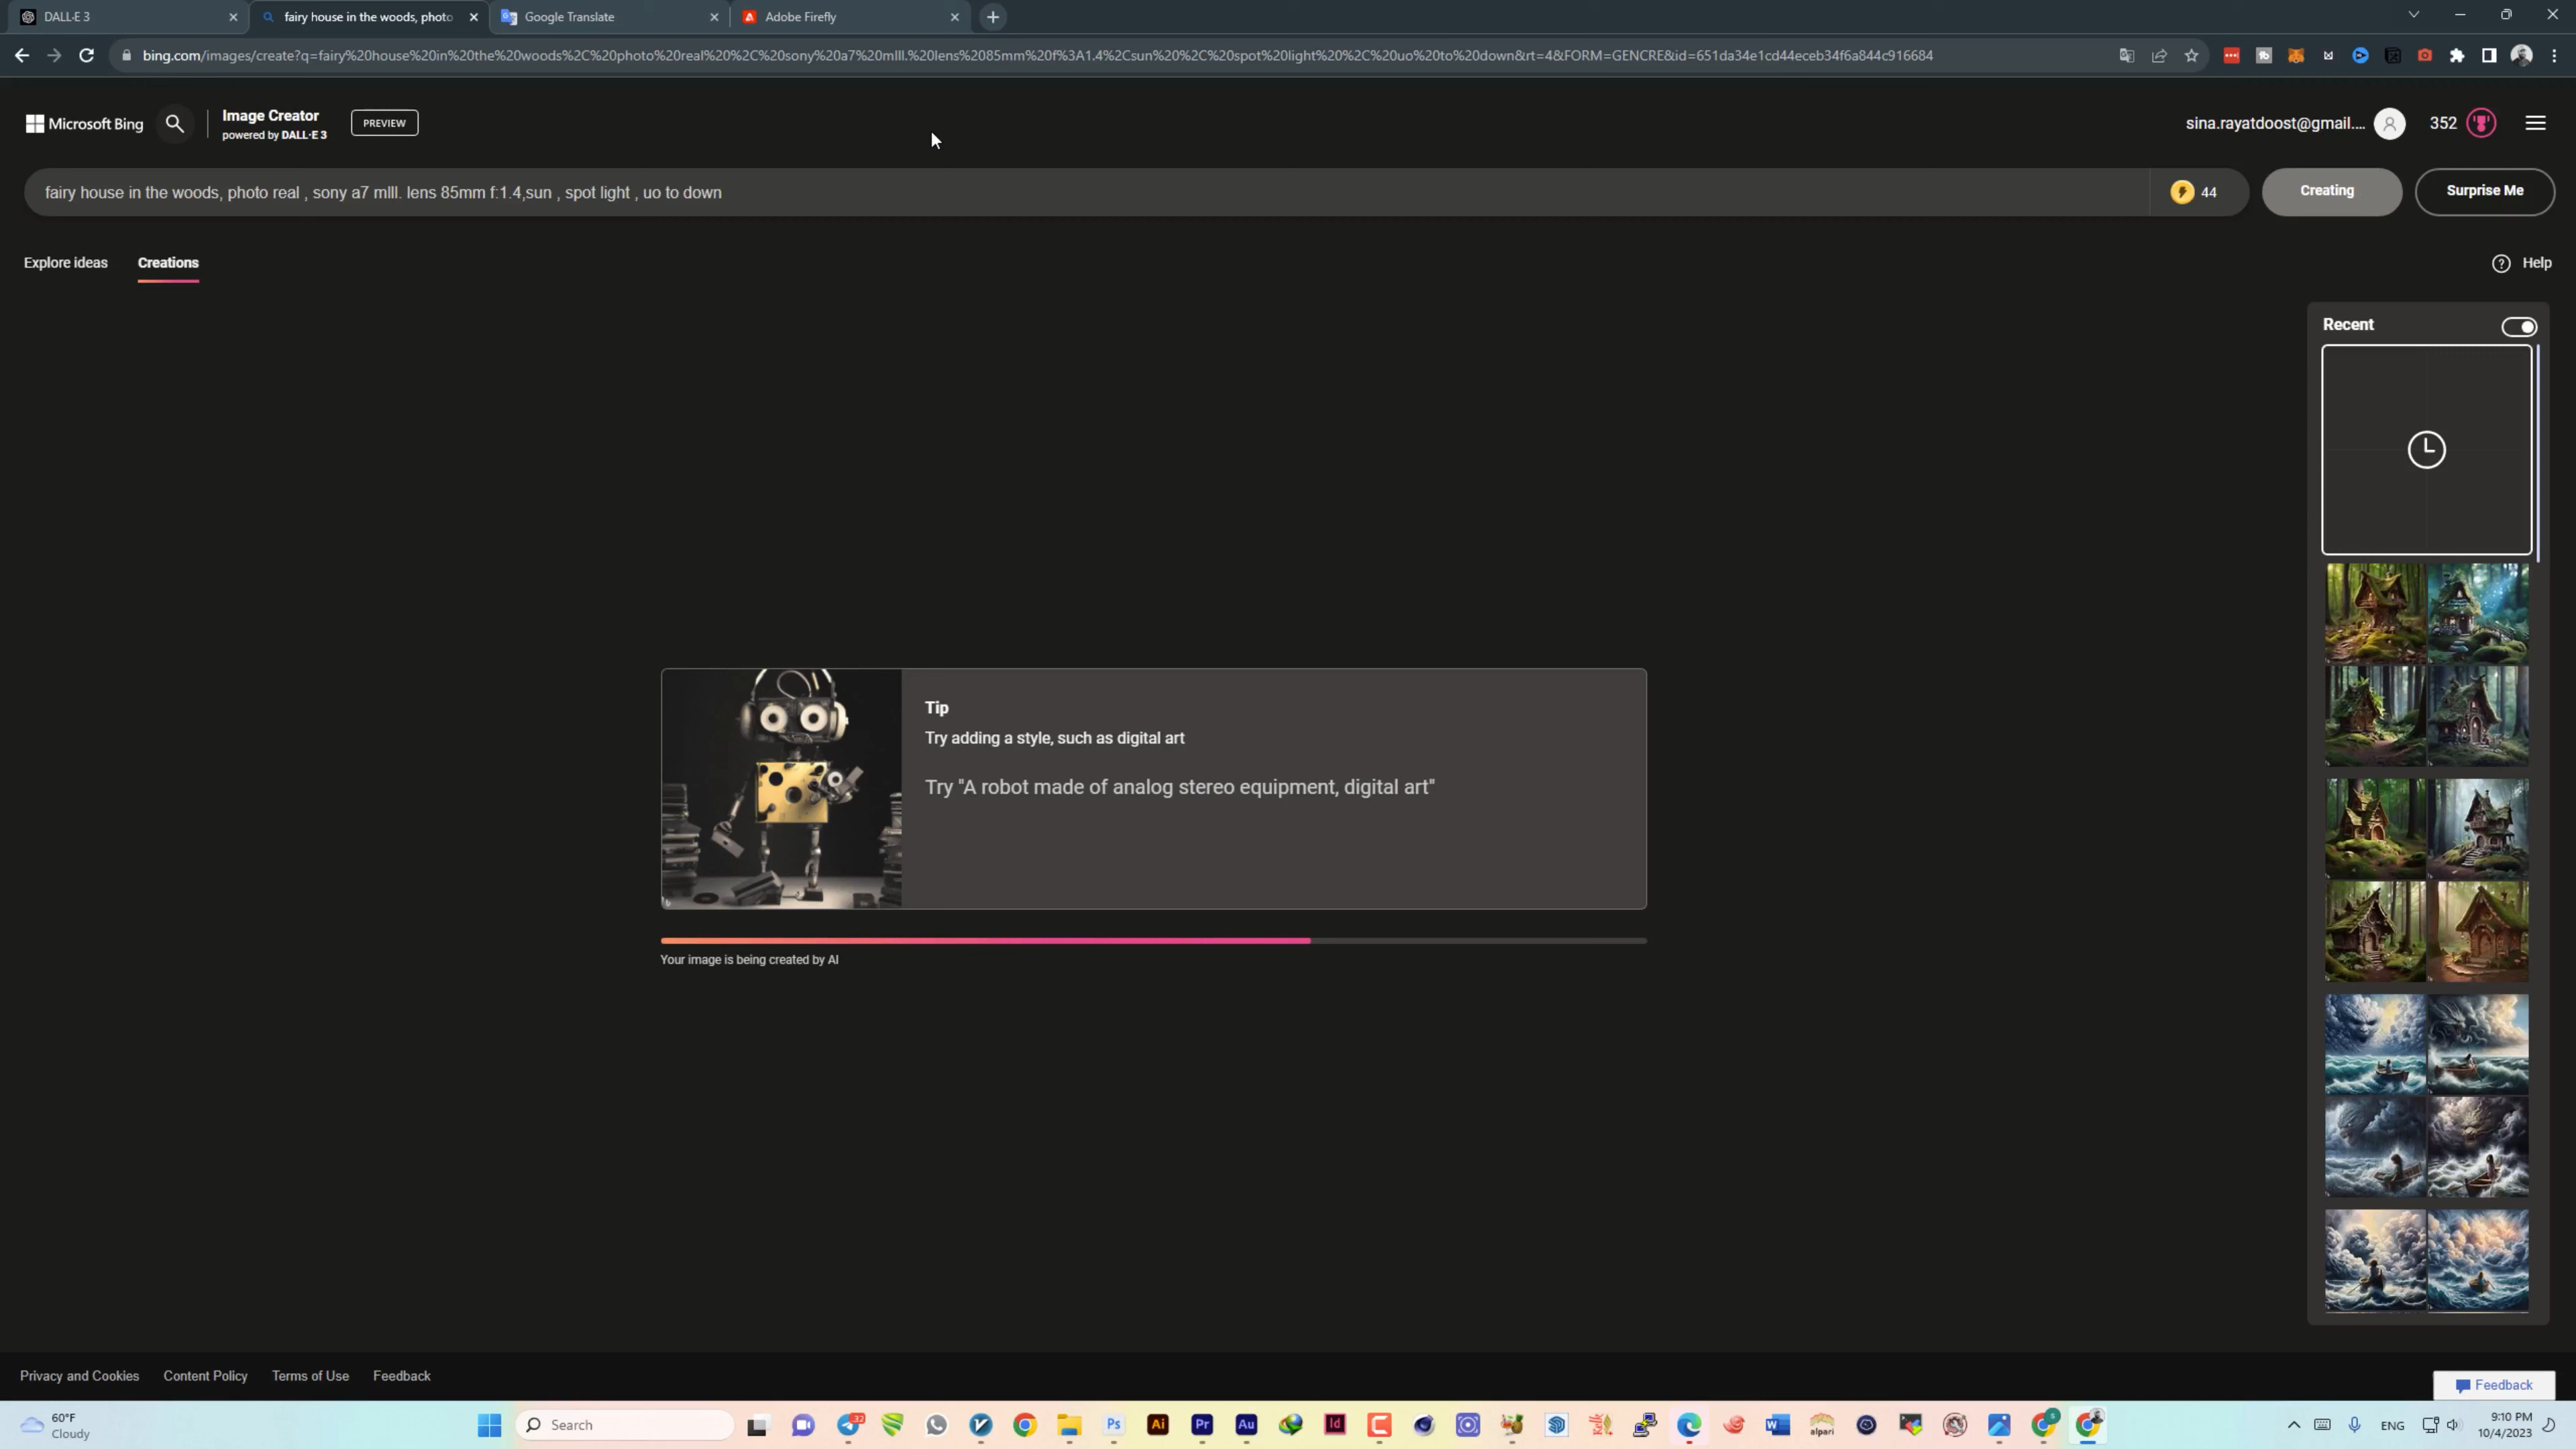 DALL·E 3
fairy house in the woods, photo
Google Translate
Adobe Firefly
bing.com/images/create?q=fairy%20house%20in%20the%20woods%2C%20photo%20real%20%2C%20sony%20a7%20mlll.%20lens%2085mm%20f%3A1.4%2Csun%20%2C%20spot%20light%20%2C%20uo%20to%20down&rt=4&FORM=GENCRE&id=651da34e1cd44eceb34f6a844c916684
Microsoft Bing
Image Creator
powered by DALL·E 3
PREVIEW
sina.rayatdoost@gmail....
352
fairy house in the woods, photo real , sony a7 mlll. lens 85mm f:1.4,sun , spot light , uo to down
44
Creating
Surprise Me
Explore ideas
Creations
Help
Recent
Tip
Try adding a style, such as digital art
Try "A robot made of analog stereo equipment, digital art"
Your image is being created by AI
Privacy and Cookies
Content Policy
Terms of Use
Feedback
Feedback
60°F
Cloudy
Search
32
Ps
Ai
Pr
Au
Id
alpari
ENG
9:10 PM
10/4/2023